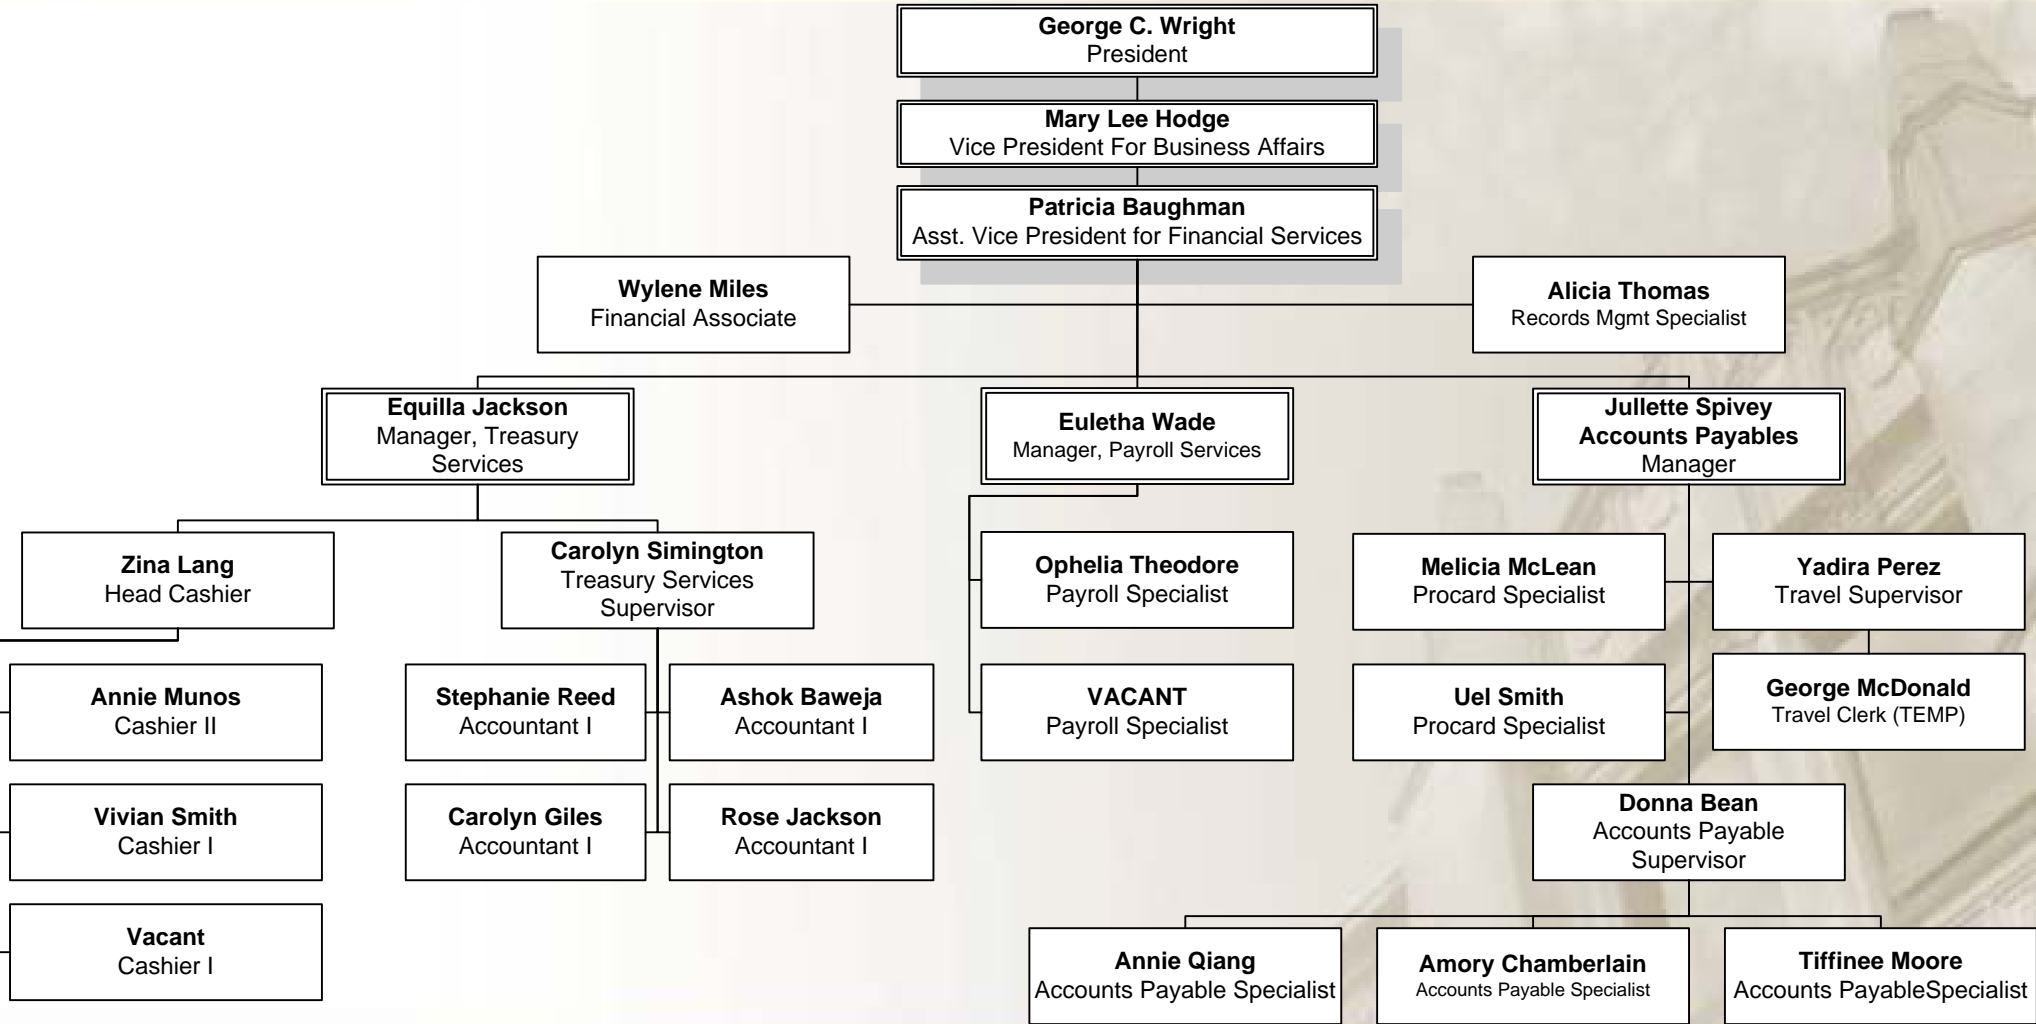 George C. Wright
President
Mary Lee Hodge
Vice President For Business Affairs
Patricia Baughman
Asst. Vice President for Financial Services
Wylene Miles
Financial Associate
Alicia Thomas
Records Mgmt Specialist
Equilla Jackson
Manager, Treasury
Services
Euletha Wade
Manager, Payroll Services
Jullette Spivey
Accounts Payables
Manager
Zina Lang
Head Cashier
Carolyn Simington
Treasury Services
Supervisor
Ophelia Theodore
Payroll Specialist
Melicia McLean
Procard Specialist
Yadira Perez
Travel Supervisor
Annie Munos
Cashier II
Stephanie Reed
Accountant I
Ashok Baweja
Accountant I
VACANT
Payroll Specialist
Uel Smith
Procard Specialist
George McDonald
Travel Clerk (TEMP)
Vivian Smith
Cashier I
Carolyn Giles
Accountant I
Rose Jackson
Accountant I
Donna Bean
Accounts Payable
Supervisor
Vacant
Cashier I
Annie Qiang
Accounts Payable Specialist
Amory Chamberlain
Accounts Payable Specialist
Tiffinee Moore
Accounts PayableSpecialist